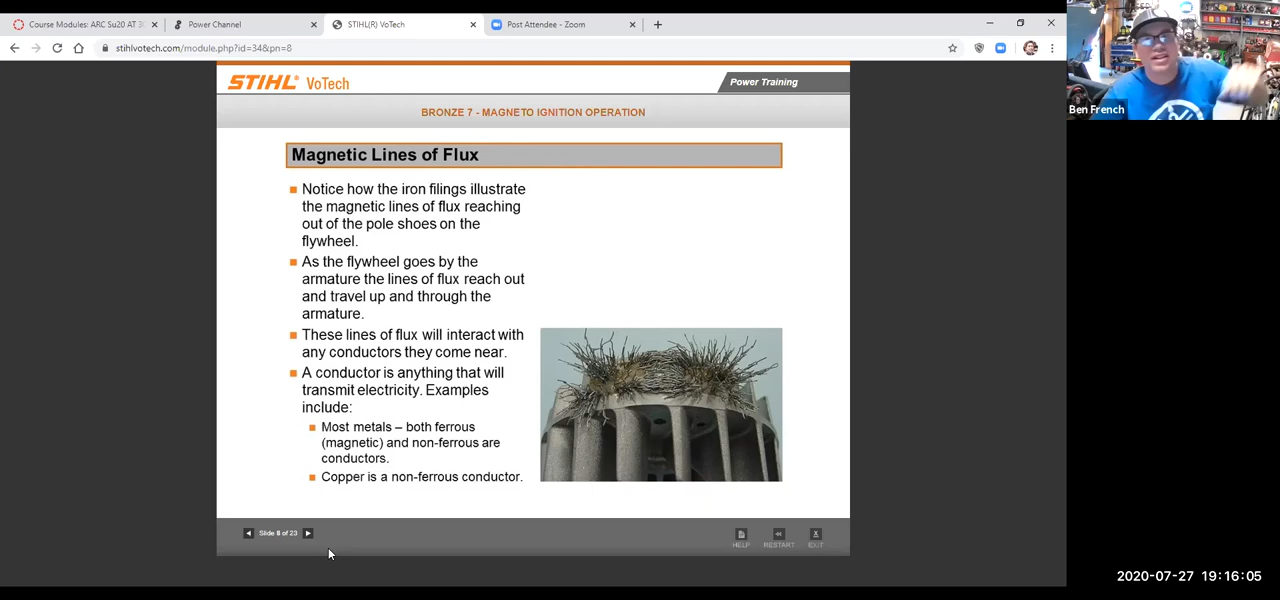 Course Modules: ARC Su20 AT 3
Power Channel
STIHL(R) VoTech
Post Attendee - Zoom
stihlvotech.com/module.php?id=34&pn=8
STIHL VoTech
Power Training
BRONZE 7 - MAGNETO IGNITION OPERATION
Magnetic Lines of Flux
Notice how the iron filings illustrate
the magnetic lines of flux reaching
out of the pole shoes on the
flywheel.
As the flywheel goes by the
armature the lines of flux reach out
and travel up and through the
armature.
These lines of flux will interact with
any conductors they come near.
A conductor is anything that will
transmit electricity. Examples
include:
Most metals – both ferrous
(magnetic) and non-ferrous are
conductors.
Copper is a non-ferrous conductor.
Slide 8 of 23
HELP
RESTART
EXIT
Ben French
2020-07-27 19:16:05